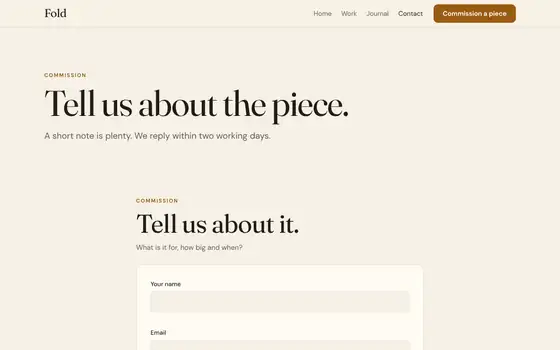 Fold
Home Work Journal Contact Commission a piece
COMMISSION
Tell us about the piece.
A short note is plenty. We reply within two working days.
COMMISSION
Tell us about it.
What is it for, how big and when?
Your name
Email